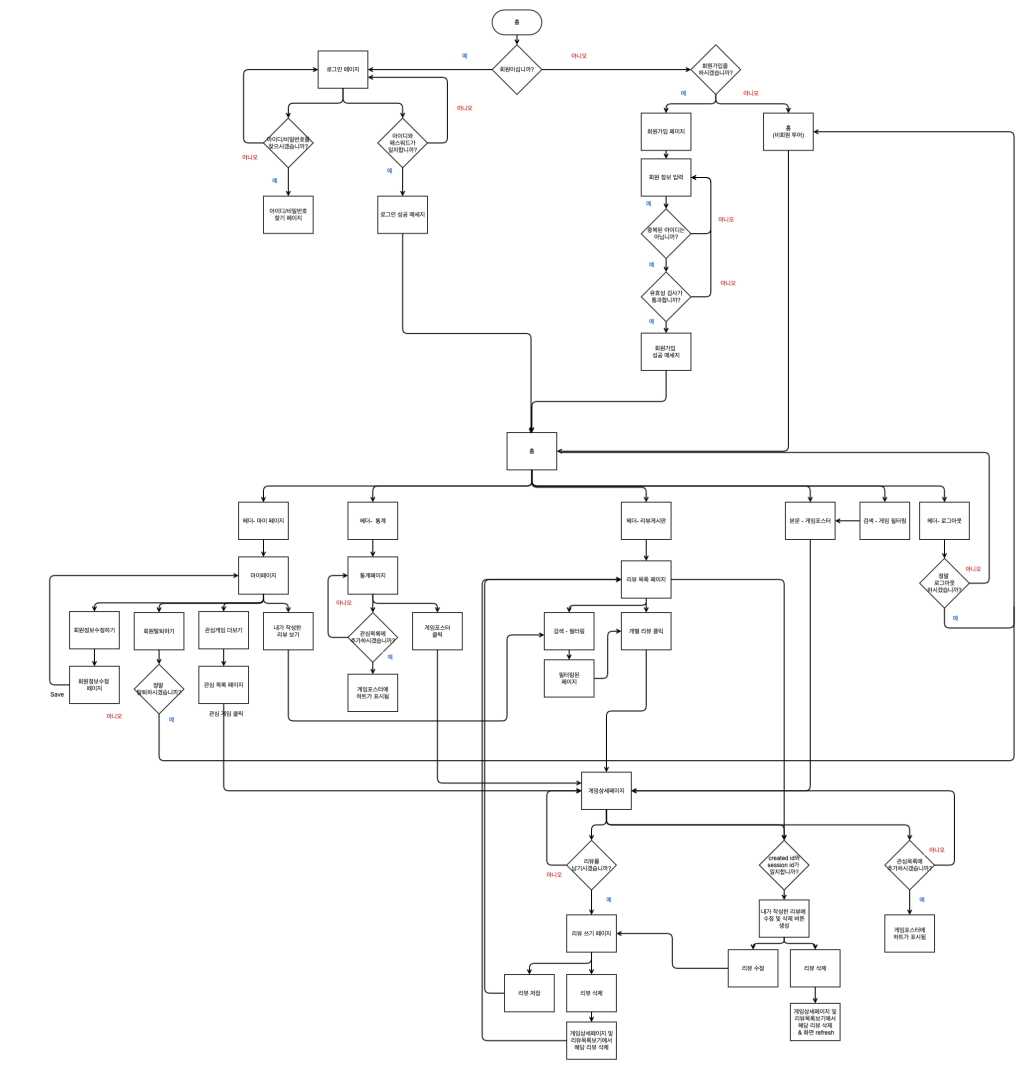 홈
예
아니오
로그인 페이지
회원이십니까?
회원가입을
하시겠습니까?
예
아니오
아니오
아이디/비밀번호를
찾으시겠습니까?
아이디와
패스워드가
일치합니까?
회원가입 페이지
홈
(비회원 투어)
아니오
예
예
회원 정보 입력
아이디/비밀번호
찾기 페이지
로그인 성공 메세지
예
아니오
중복된 아이디는
아닙니까?
예
아니오
유효성 검사가
통과합니까?
예
회원가입
성공 메세지
홈
헤더- 마이 페이지
헤더- 통계
헤더- 리뷰게시판
본문 - 게임포스터
검색 - 게임 필터링
헤더- 로그아웃
마이페이지
통계페이지
리뷰 목록 페이지
정말
로그아웃
하시겠습니까?
아니오
아니오
예
회원정보수정하기
회원탈퇴하기
관심게임 더보기
내가 작성한
리뷰 보기
관심목록에
추가하시겠습니까?
게임포스터
클릭
검색 - 필터링
개별 리뷰 클릭
예
회원정보수정
페이지
정말
탈퇴하시겠습니까?
관심 목록 페이지
게임포스터에
하트가 표시됨
필터링된
페이지
Save
아니오
예
관심 게임 클릭
게임상세페이지
리뷰를
남기시겠습니까?
아니오
created id와
session id가
일치합니까?
관심목록에
추가하시겠습니까?
아니오
예
예
내가 작성한 리뷰에
수정 및 삭제 버튼
생성
리뷰 쓰기 페이지
게임포스터에
하트가 표시됨
리뷰 수정
리뷰 삭제
리뷰 저장
리뷰 삭제
게임상세페이지 및
리뷰목록보기에서
해당 리뷰 삭제
& 화면 refresh
게임상세페이지 및
리뷰목록보기에서
해당 리뷰 삭제